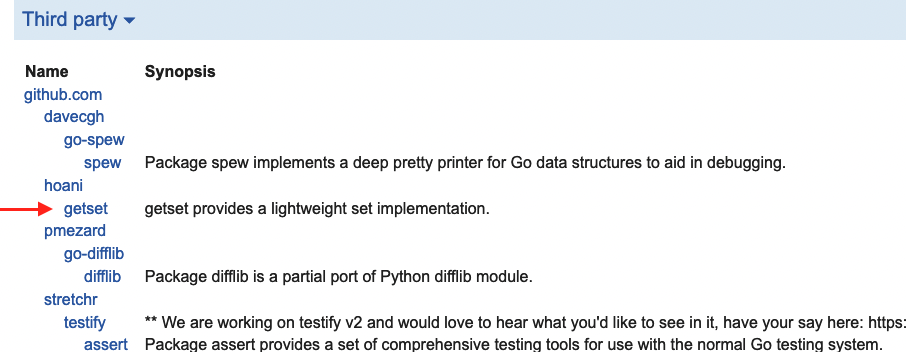 Third party
Name Synopsis
github.com
davecgh
go-spew
spew Package spew implements a deep pretty printer for Go data structures to aid in debugging.
hoani
getset getset provides a lightweight set implementation.
pmezard
go-difflib
difflib Package difflib is a partial port of Python difflib module.
stretchr
testify ** We are working on testify v2 and would love to hear what you'd like to see in it, have your say here: https:
assert Package assert provides a set of comprehensive testing tools for use with the normal Go testing system.